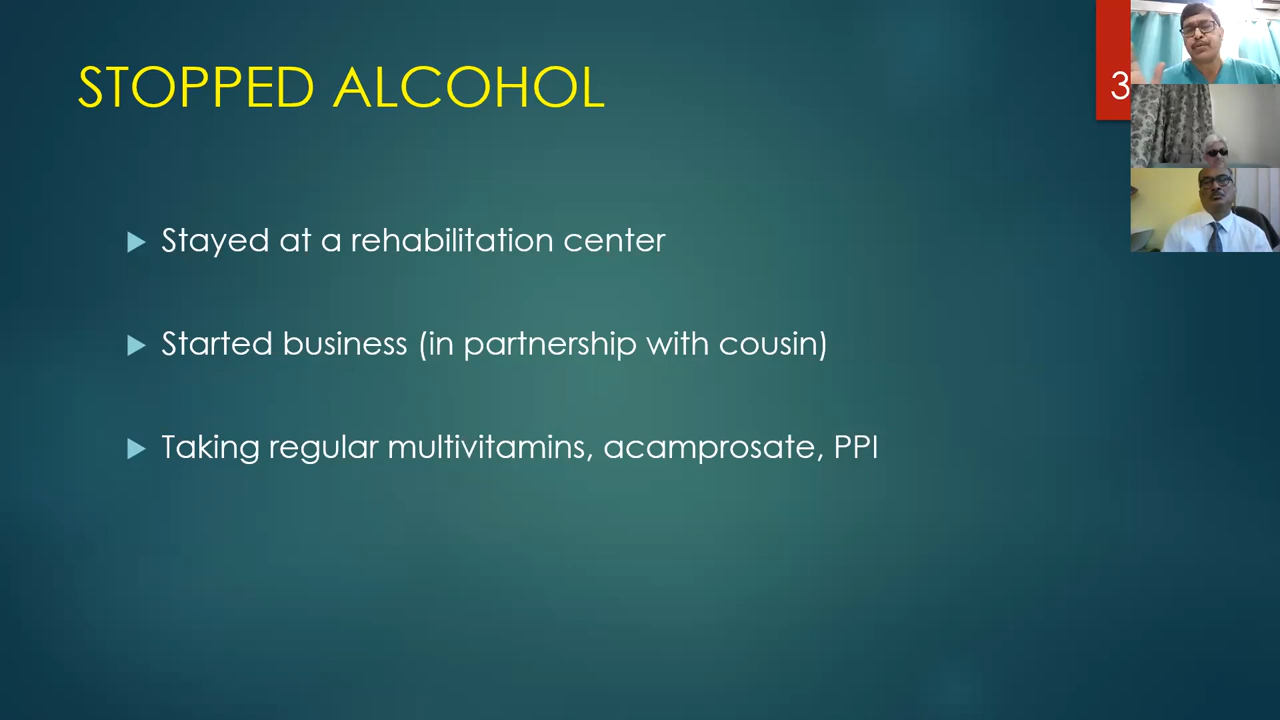 STOPPED ALCOHOL
3
Stayed at a rehabilitation center
Started business (in partnership with cousin)
Taking regular multivitamins, acamprosate, PPI